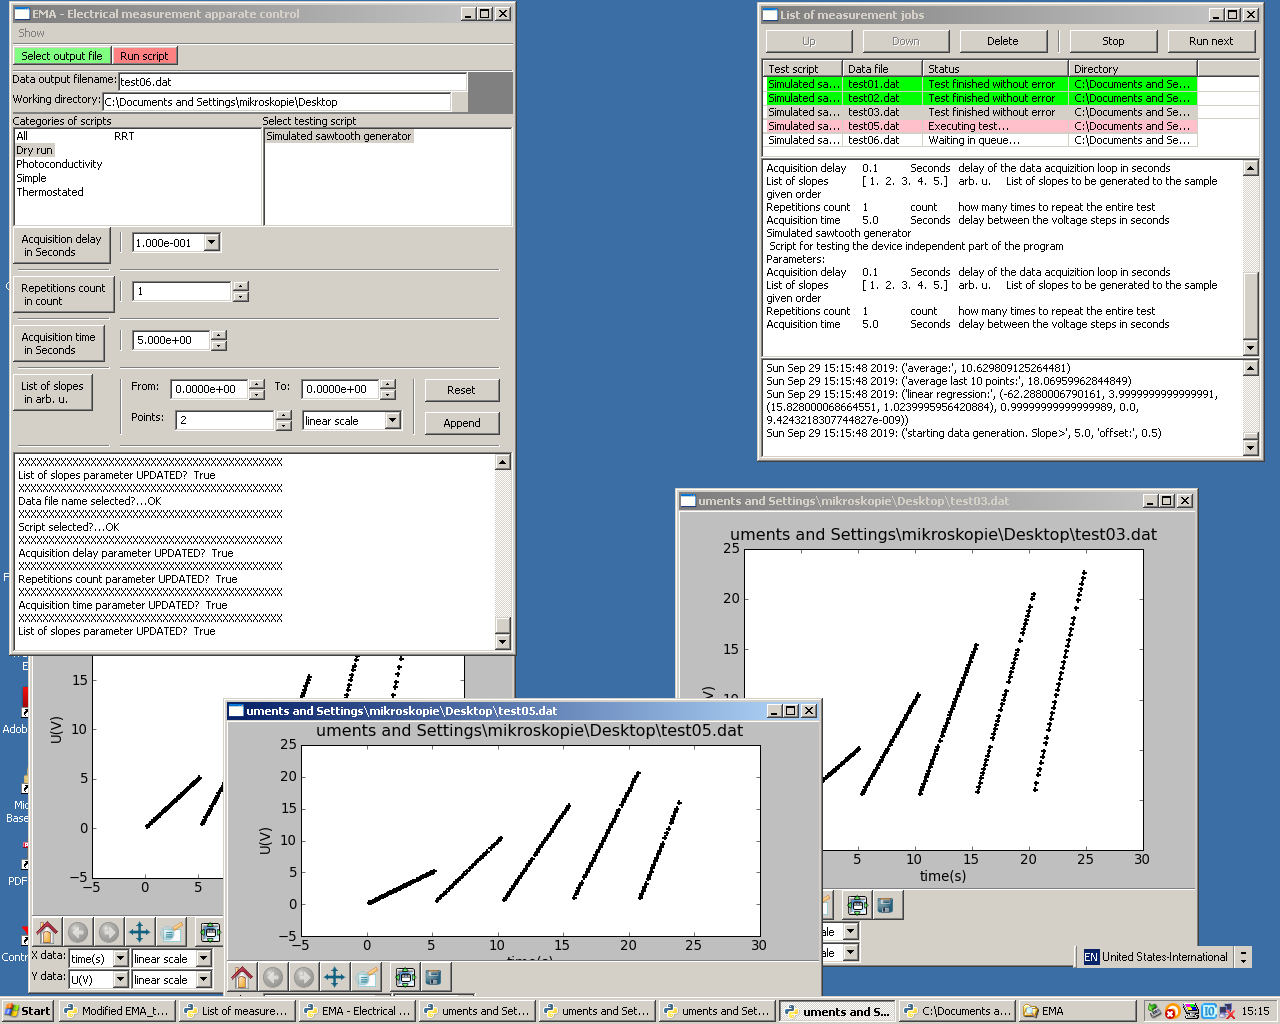 EMA - Electrical measurement apparate control
Show
Select output file
Run script
Data output filename: test06.dat
Working directory: C:\Documents and Settings\mikroskopie\Desktop
Categories of scripts
All RRT
Dry run
Photoconductivity
Simple
Thermostated
Select testing script
Simulated sawtooth generator
Acquisition delay
in Seconds
1.000e-001
Repetitions count
in count
1
Acquisition time
in Seconds
5.000e+00
List of slopes
in arb. u.
From: 0.0000e+00 To: 0.0000e+00 Reset
Points: 2 linear scale Append
XXXXXXXXXXXXXXXXXXXXXXXXXXXXXXXXXXXXXXXXXXXX
List of slopes parameter UPDATED? True
XXXXXXXXXXXXXXXXXXXXXXXXXXXXXXXXXXXXXXXXXXXX
Data file name selected?...OK
XXXXXXXXXXXXXXXXXXXXXXXXXXXXXXXXXXXXXXXXXXXX
Script selected?...OK
XXXXXXXXXXXXXXXXXXXXXXXXXXXXXXXXXXXXXXXXXXXX
Acquisition delay parameter UPDATED? True
XXXXXXXXXXXXXXXXXXXXXXXXXXXXXXXXXXXXXXXXXXXX
Repetitions count parameter UPDATED? True
XXXXXXXXXXXXXXXXXXXXXXXXXXXXXXXXXXXXXXXXXXXX
Acquisition time parameter UPDATED? True
XXXXXXXXXXXXXXXXXXXXXXXXXXXXXXXXXXXXXXXXXXXX
List of slopes parameter UPDATED? True
List of measurement jobs
Up Down Delete Stop Run next
Test script Data file Status Directory
Simulated sa... test01.dat Test finished without error C:\Documents and Se...
Simulated sa... test02.dat Test finished without error C:\Documents and Se...
Simulated sa... test03.dat Test finished without error C:\Documents and Se...
Simulated sa... test05.dat Executing test... C:\Documents and Se...
Simulated sa... test06.dat Waiting in queue... C:\Documents and Se...
Acquisition delay 0.1 Seconds delay of the data acquizition loop in seconds
List of slopes [ 1. 2. 3. 4. 5.] arb. u. List of slopes to be generated to the sample
given order
Repetitions count 1 count how many times to repeat the entire test
Acquisition time 5.0 Seconds delay between the voltage steps in seconds
Simulated sawtooth generator
Script for testing the device independent part of the program
Parameters:
Acquisition delay 0.1 Seconds delay of the data acquizition loop in seconds
List of slopes [ 1. 2. 3. 4. 5.] arb. u. List of slopes to be generated to the sample
given order
Repetitions count 1 count how many times to repeat the entire test
Acquisition time 5.0 Seconds delay between the voltage steps in seconds
Sun Sep 29 15:15:48 2019: ('average:', 10.629809125264481)
Sun Sep 29 15:15:48 2019: ('average last 10 points:', 18.06959962844849)
Sun Sep 29 15:15:48 2019: ('linear regression:', (-62.2880006790161, 3.9999999999999991,
(15.828000068664551, 1.0239995956420884), 0.99999999999999989, 0.0,
9.4243218307744827e-009))
Sun Sep 29 15:15:48 2019: ('starting data generation. Slope>', 5.0, 'offset:', 0.5)
uments and Settings\mikroskopie\Desktop\test03.dat
uments and Settings\mikroskopie\Desktop\test03.dat
25
20
15
10
5 10 15 20 25 30
time(s)
15
10
5
0
-5
U(V)
-5 0 5
X data: time(s) linear scale
Y data: U(V) linear scale
uments and Settings\mikroskopie\Desktop\test05.dat
uments and Settings\mikroskopie\Desktop\test05.dat
25
20
15
10
5
0
-5
U(V)
-5 0 5 10 15 20 25 30
time(s)
ale
ale
Adob
Mic
Base
PDF
Contr
EN United States-International
Start
Modified EMA_t...
List of measure...
EMA - Electrical ...
uments and Set...
uments and Set...
uments and Set...
uments and S...
C:\Documents a...
EMA
15:15